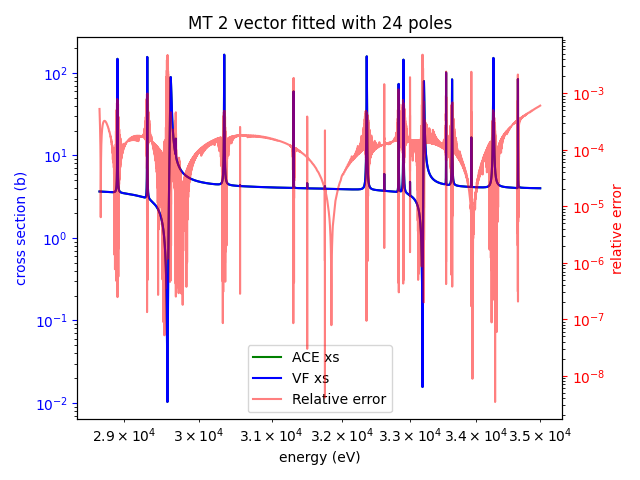 MT 2 vector fitted with 24 poles
cross section (b)
10²
10¹
10⁰
10⁻¹
10⁻²
10⁻³
10⁻⁴
10⁻⁵
10⁻⁶
10⁻⁷
10⁻⁸
relative error
ACE xs
VF xs
Relative error
2.9 × 10⁴ 3 × 10⁴ 3.1 × 10⁴ 3.2 × 10⁴ 3.3 × 10⁴ 3.4 × 10⁴ 3.5 × 10⁴
energy (eV)